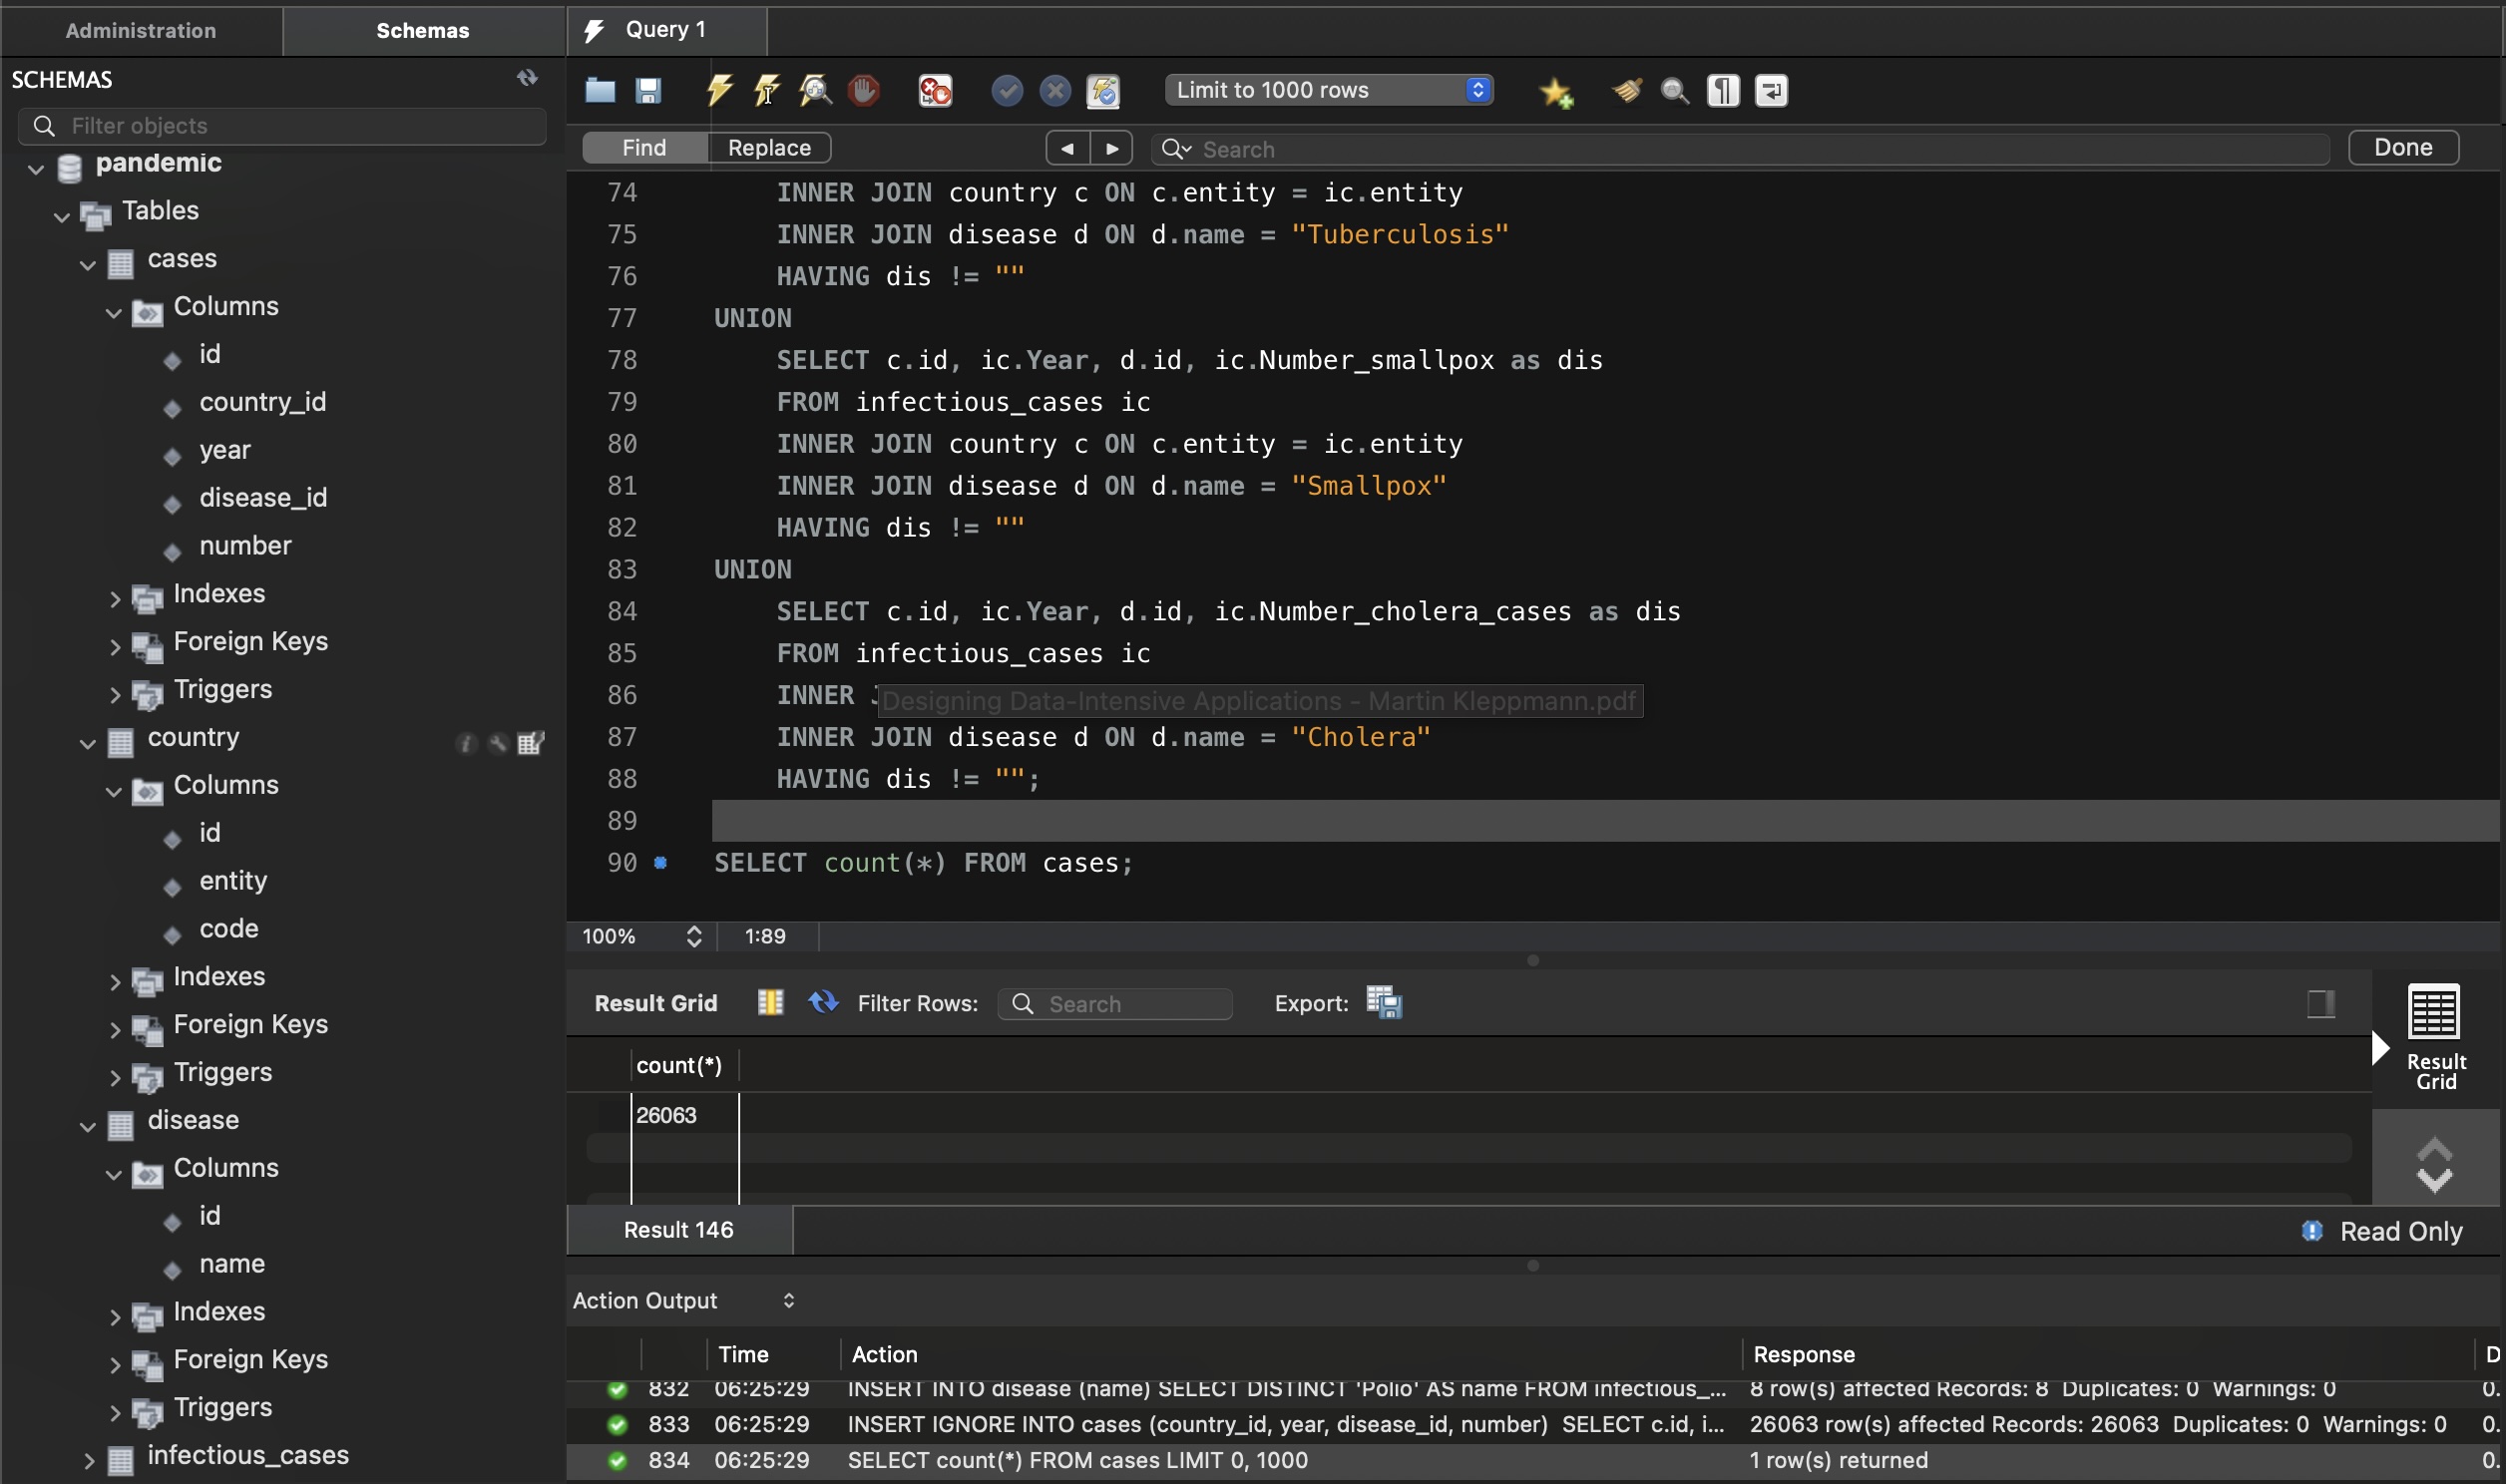 Administration
Schemas
Query 1
SCHEMAS
Filter objects
Limit to 1000 rows
Find
Replace
Search
Done
pandemic
Tables
cases
Columns
id
country_id
year
disease_id
number
Indexes
Foreign Keys
Triggers
country
Columns
id
entity
code
Indexes
Foreign Keys
Triggers
disease
Columns
id
name
Indexes
Foreign Keys
Triggers
infectious_cases
74 INNER JOIN country c ON c.entity = ic.entity
75 INNER JOIN disease d ON d.name = "Tuberculosis"
76 HAVING dis != ""
77 UNION
78 SELECT c.id, ic.Year, d.id, ic.Number_smallpox as dis
79 FROM infectious_cases ic
80 INNER JOIN country c ON c.entity = ic.entity
81 INNER JOIN disease d ON d.name = "Smallpox"
82 HAVING dis != ""
83 UNION
84 SELECT c.id, ic.Year, d.id, ic.Number_cholera_cases as dis
85 FROM infectious_cases ic
86 INNER
Designing Data-Intensive Applications - Martin Kleppmann.pdf
87 INNER JOIN disease d ON d.name = "Cholera"
88 HAVING dis != "";
89
90 SELECT count(*) FROM cases;
100% 1:89
Result Grid Filter Rows: Search Export:
Result
Grid
count(*)
26063
Result 146
Read Only
Action Output
Time Action Response D
832 06:25:29 INSERT INTO disease (name) SELECT DISTINCT 'Polio' AS name FROM infectious_... 8 row(s) affected Records: 8 Duplicates: 0 Warnings: 0 0.
833 06:25:29 INSERT IGNORE INTO cases (country_id, year, disease_id, number) SELECT c.id, i... 26063 row(s) affected Records: 26063 Duplicates: 0 Warnings: 0 0.
834 06:25:29 SELECT count(*) FROM cases LIMIT 0, 1000 1 row(s) returned 0.